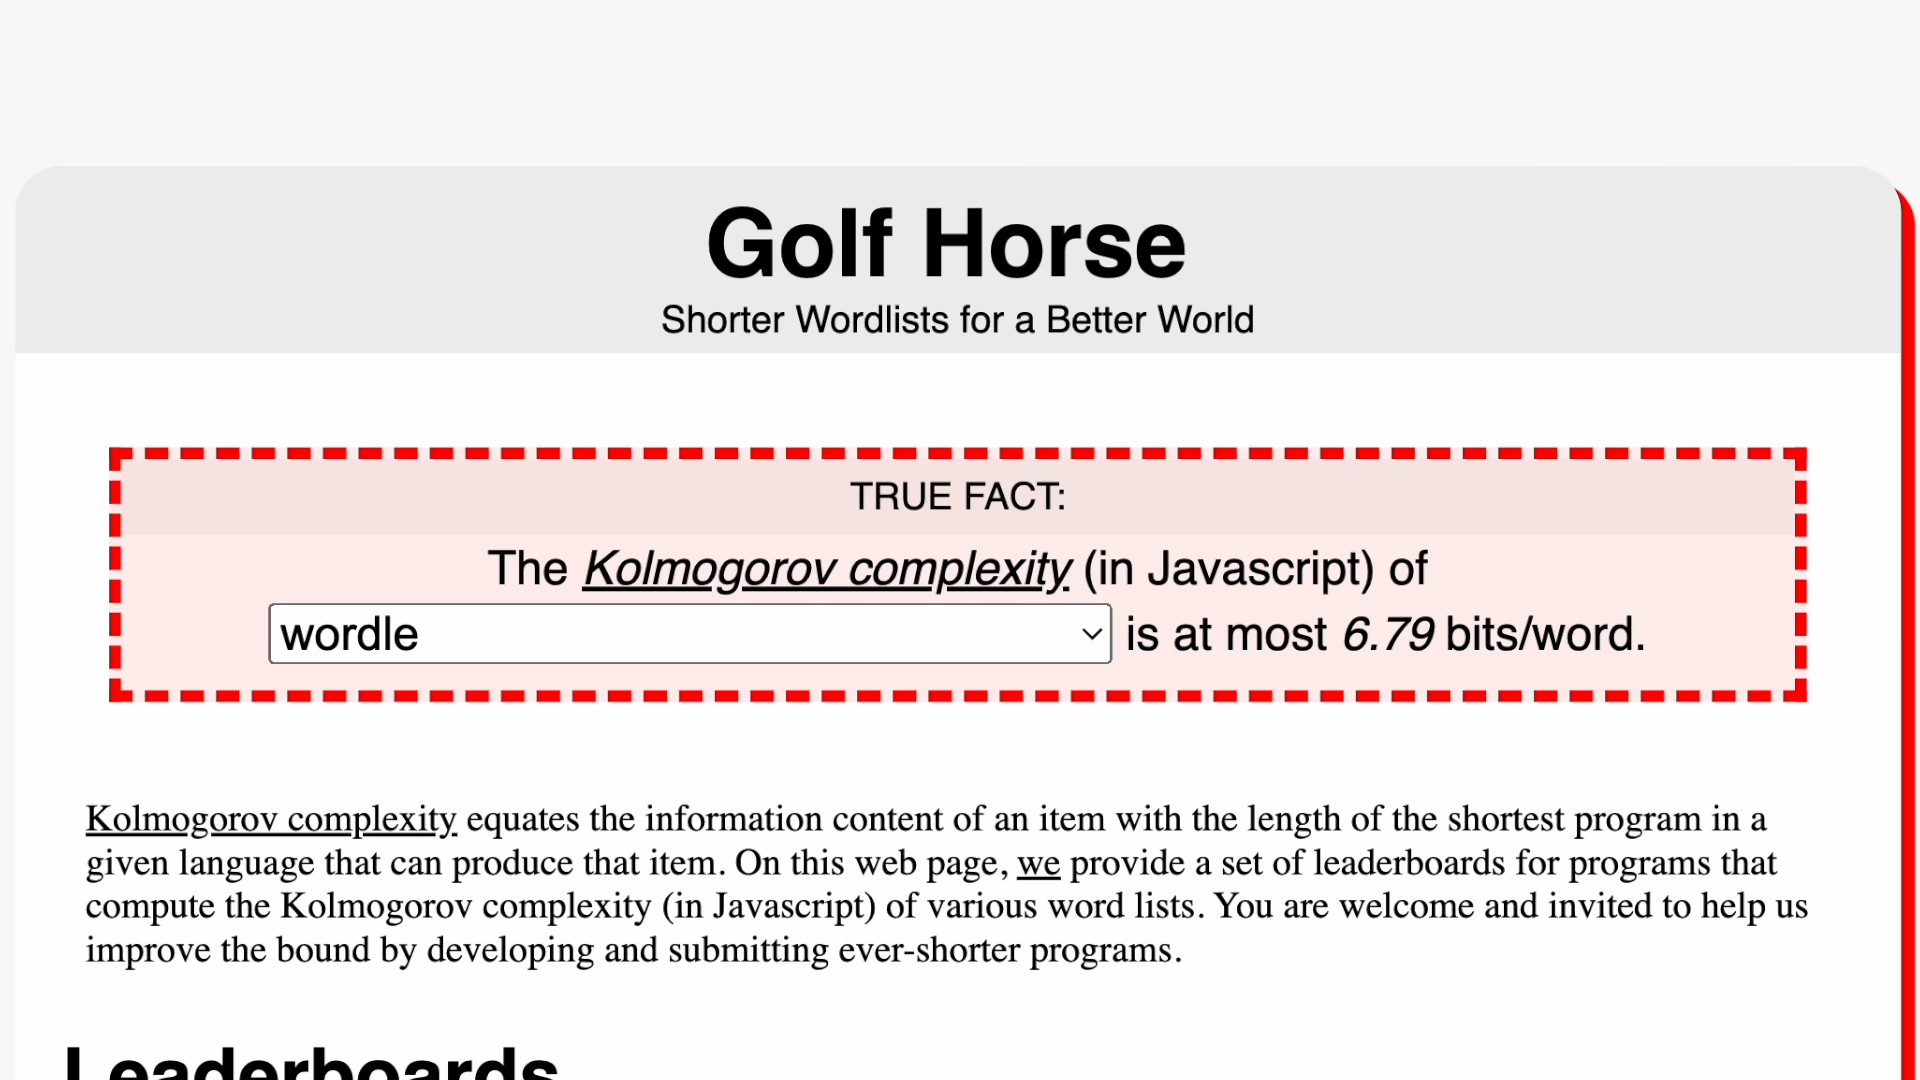 Golf Horse
Shorter Wordlists for a Better World
TRUE FACT:
The Kolmogorov complexity (in Javascript) of
wordle is at most 6.79 bits/word.
Kolmogorov complexity equates the information content of an item with the length of the shortest program in a
given language that can produce that item. On this web page, we provide a set of leaderboards for programs that
compute the Kolmogorov complexity (in Javascript) of various word lists. You are welcome and invited to help us
improve the bound by developing and submitting ever-shorter programs.
Leaderboards